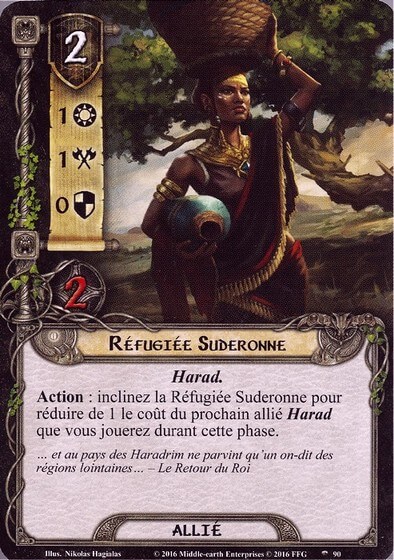 2
1
1
0
2
Réfugiée Suderonne
Harad.
Action : inclinez la Réfugiée Suderonne pour
réduire de 1 le coût du prochain allié Harad
que vous jouerez durant cette phase.
… et au pays des Haradrim ne parvint qu'un on-dit des
régions lointaines… – Le Retour du Roi
ALLIÉ
Illus. Nikolas Hagialas © 2016 Middle-earth Enterprises © 2016 FFG 90